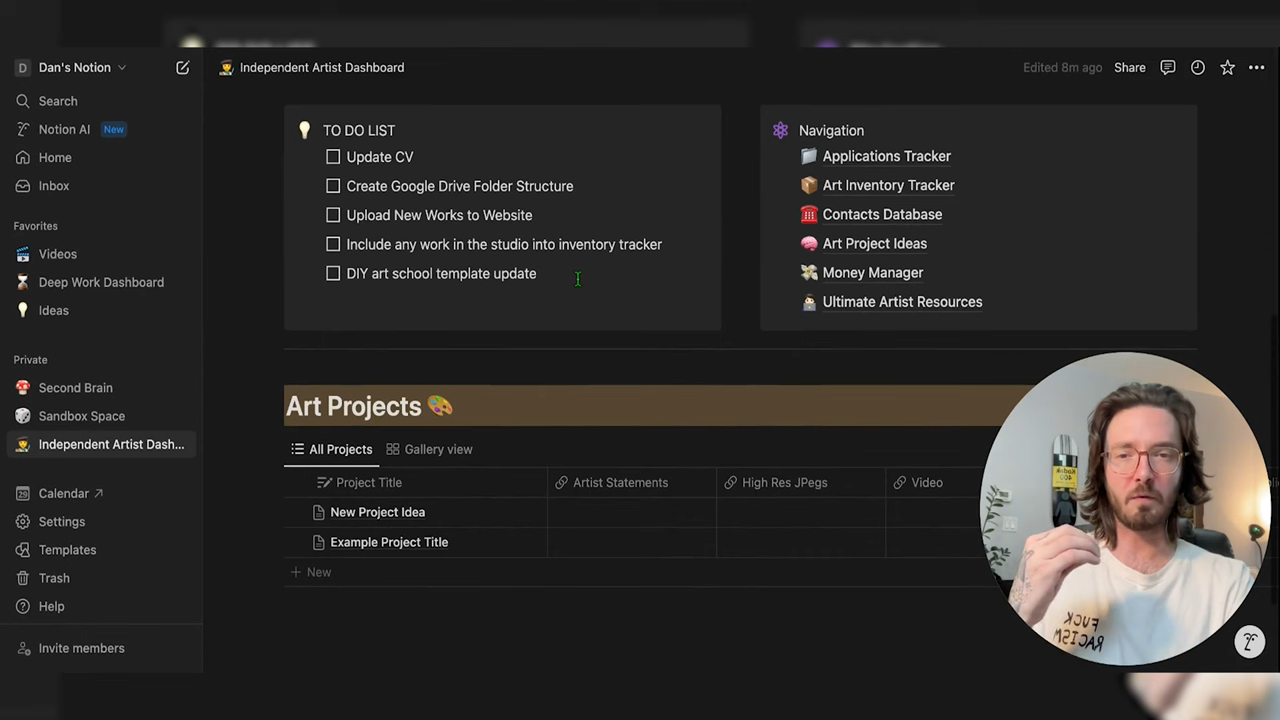 D Dan's Notion
Independent Artist Dashboard
Edited 8m ago
Share
Search
Notion AI New
Home
Inbox
Favorites
Videos
Deep Work Dashboard
Ideas
Private
Second Brain
Sandbox Space
Independent Artist Dash...
Calendar ↗
Settings
Templates
Trash
Help
Invite members
TO DO LIST
Update CV
Create Google Drive Folder Structure
Upload New Works to Website
Include any work in the studio into inventory tracker
DIY art school template update
Navigation
Applications Tracker
Art Inventory Tracker
Contacts Database
Art Project Ideas
Money Manager
Ultimate Artist Resources
Art Projects
All Projects
Gallery view
Project Title
Artist Statements
High Res JPegs
Video
New Project Idea
Example Project Title
+ New
Kodak
400
FUCK
RACISM